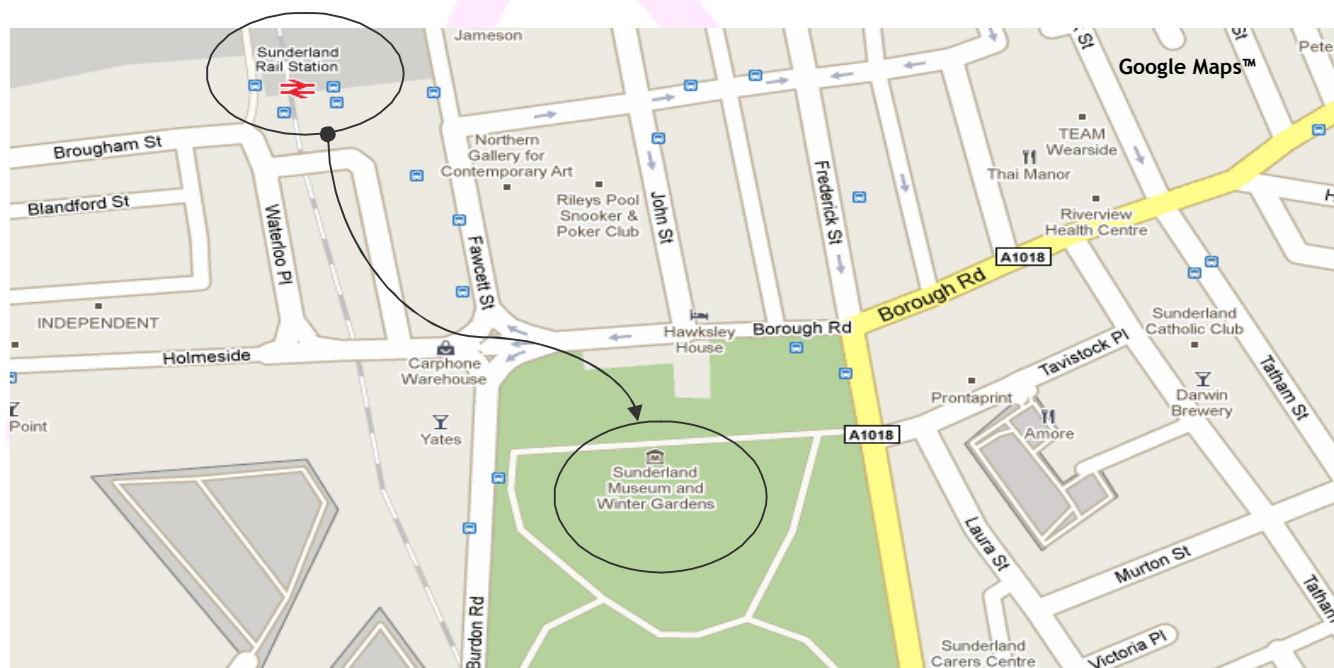 Jameson
Sunderland
Rail Station
Google Maps™
Pete
St
St
TEAM
Wearside
Thai Manor
Brougham St
Northern
Gallery for
Contemporary Art
Rileys Pool
Snooker &
Poker Club
John St
Frederick St
Blandford St
Waterloo Pl
Fawcett St
Riverview
Health Centre
H
A1018
Borough Rd
INDEPENDENT
Holmeside
Hawksley
House
Borough Rd
Sunderland
Catholic Club
Carphone
Warehouse
Tavistock Pl
Tatham St
Prontaprint
Darwin
Brewery
Point
Yates
A1018
Amore
Sunderland
Museum and
Winter Gardens
Laura St
Murton St
Tatham
Burdon Rd
Sunderland
Carers Centre
Victoria Pl